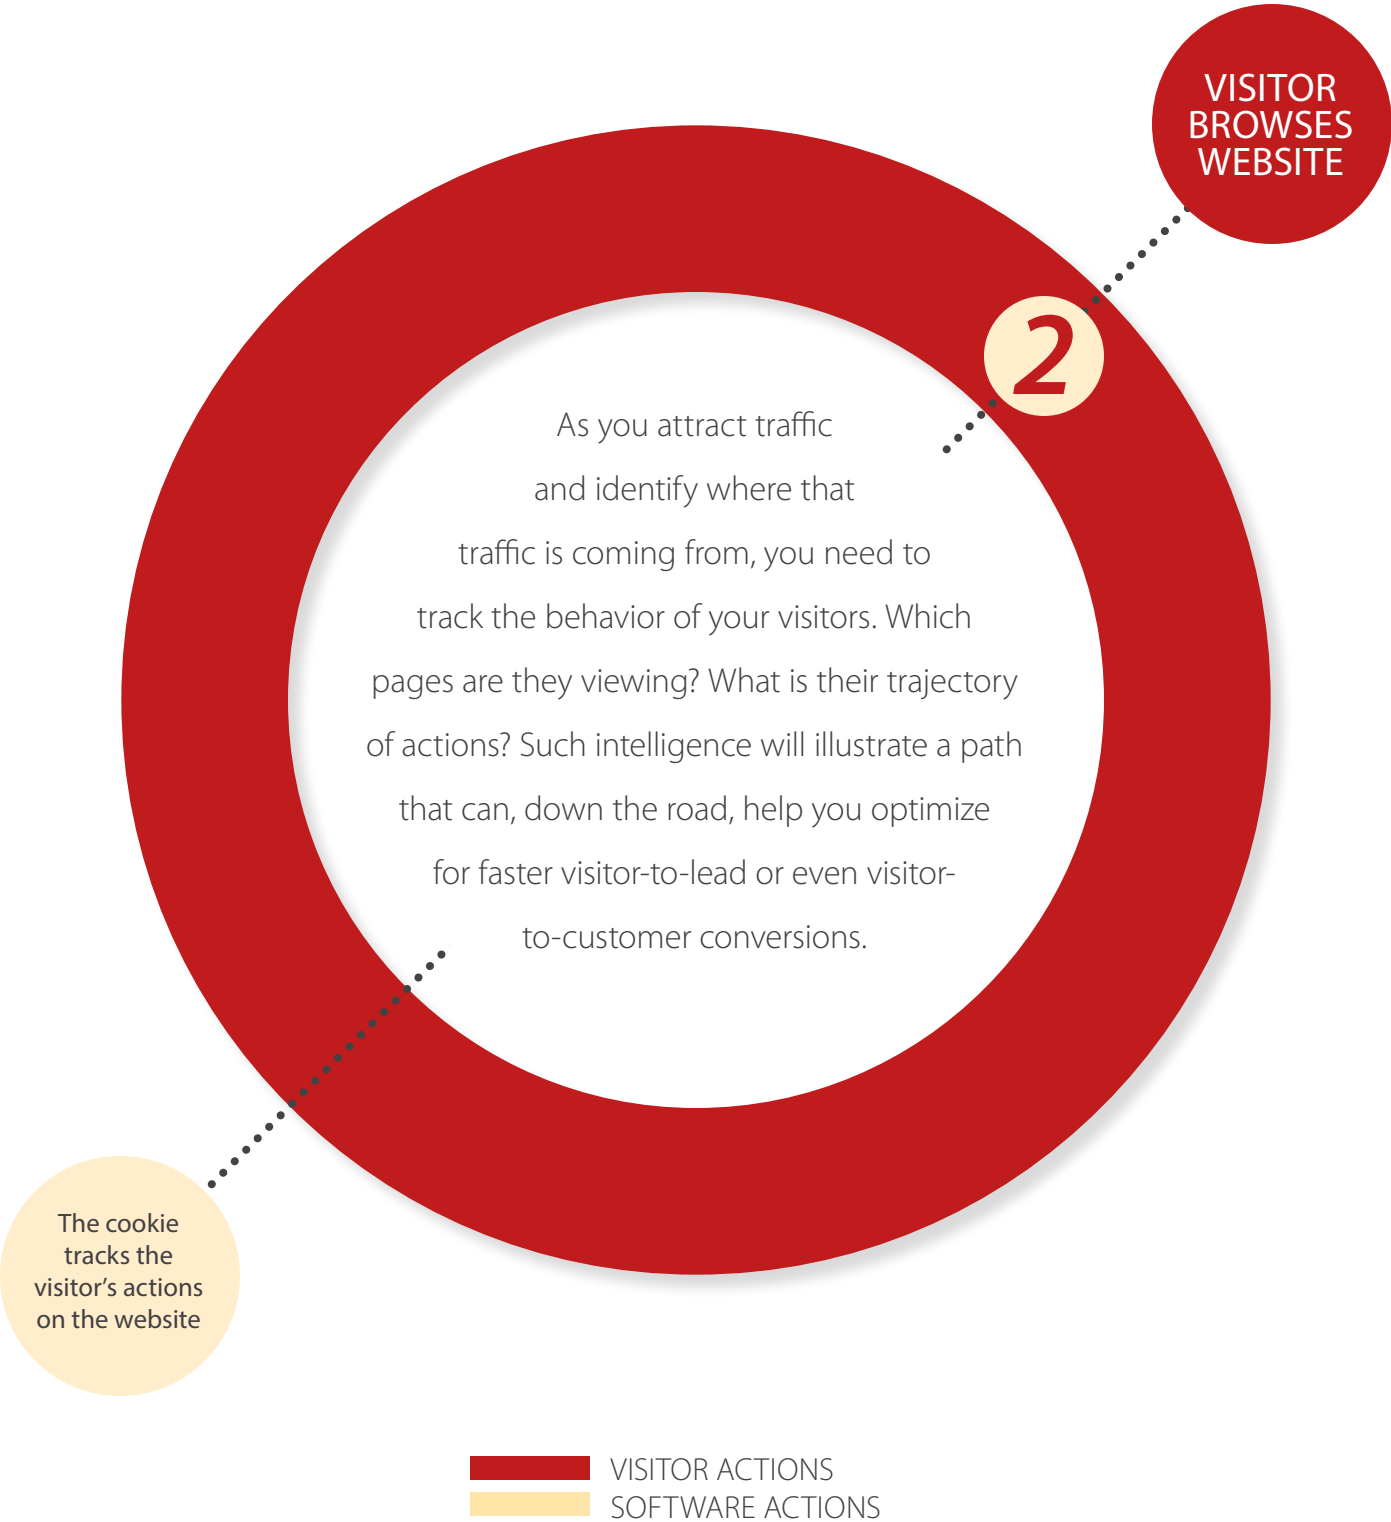 VISITOR
BROWSES
WEBSITE
2
As you attract traffic
and identify where that
traffic is coming from, you need to
track the behavior of your visitors. Which
pages are they viewing? What is their trajectory
of actions? Such intelligence will illustrate a path
that can, down the road, help you optimize
for faster visitor-to-lead or even visitor-
to-customer conversions.
The cookie
tracks the
visitor’s actions
on the website
VISITOR ACTIONS
SOFTWARE ACTIONS